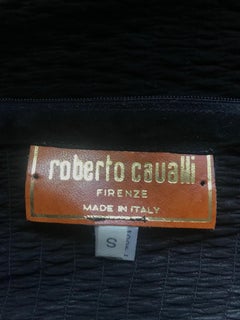 roberto cavalli
FIRENZE
MADE IN ITALY
S